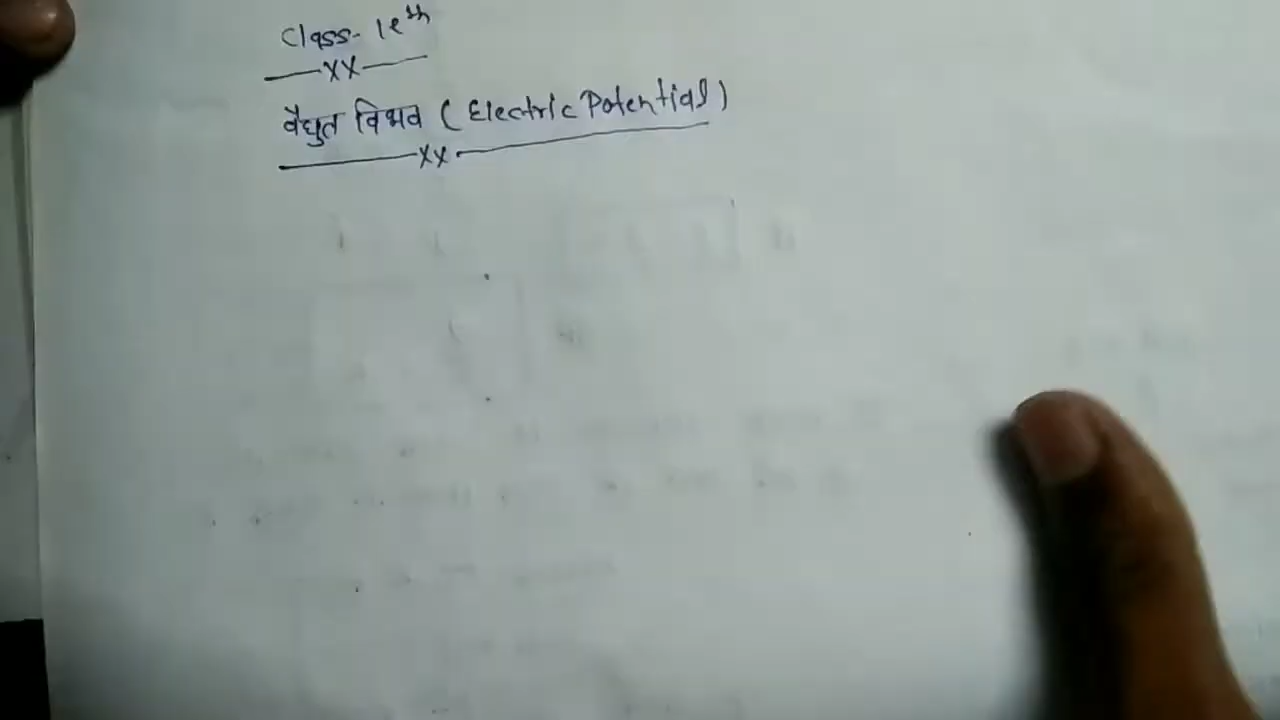 Class- 12th
XX
वैद्युत विभव ( Electric Potential )
XX